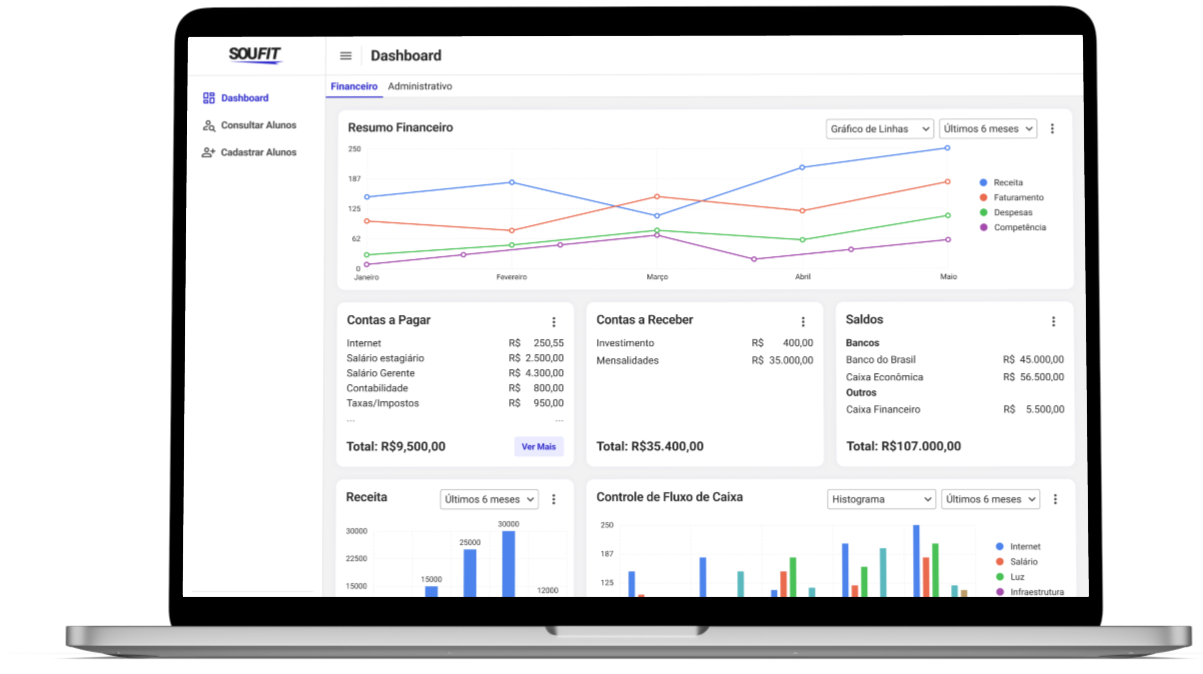 SOUFIT
Dashboard
Dashboard
Consultar Alunos
Cadastrar Alunos
Financeiro Administrativo
Resumo Financeiro
Gráfico de Linhas Últimos 6 meses
250
187
125
62
0
Janeiro Fevereiro Março Abril Maio
Receita
Faturamento
Despesas
Competência
Contas a Pagar
Internet R$ 250,55
Salário estagiário R$ 2.500,00
Salário Gerente R$ 4.300,00
Contabilidade R$ 800,00
Taxas/Impostos R$ 950,00
... ...
Total: R$9,500,00 Ver Mais
Contas a Receber
Investimento R$ 400,00
Mensalidades R$ 35.000,00
Total: R$35.400,00
Saldos
Bancos
Banco do Brasil R$ 45.000,00
Caixa Econômica R$ 56.500,00
Outros
Caixa Financeiro R$ 5.500,00
Total: R$107.000,00
Receita Últimos 6 meses
30000
22500
15000
15000
25000
30000
12000
Controle de Fluxo de Caixa Histograma Últimos 6 meses
250
187
125
Internet
Salário
Luz
Infraestrutura